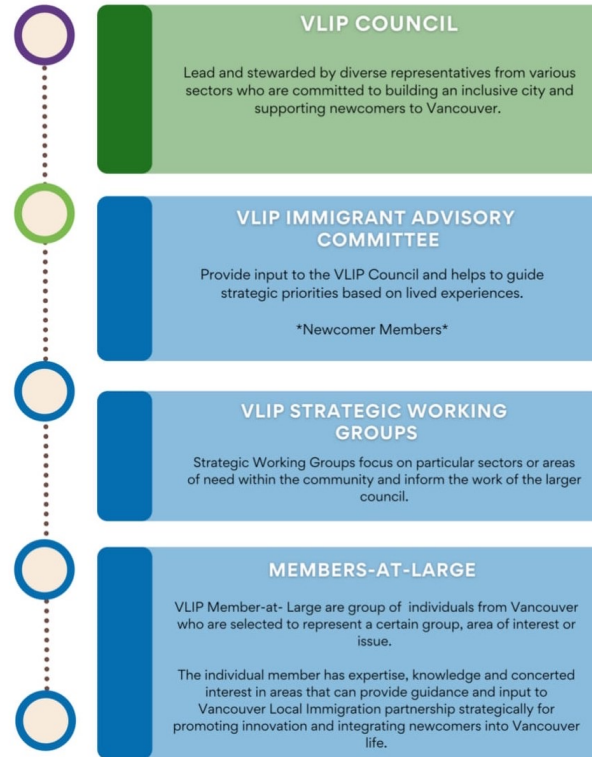 VLIP COUNCIL
Lead and stewarded by diverse representatives from various
sectors who are committed to building an inclusive city and
supporting newcomers to Vancouver.
VLIP IMMIGRANT ADVISORY
COMMITTEE
Provide input to the VLIP Council and helps to guide
strategic priorities based on lived experiences.
*Newcomer Members*
VLIP STRATEGIC WORKING
GROUPS
Strategic Working Groups focus on particular sectors or areas
of need within the community and inform the work of the larger
council.
MEMBERS-AT-LARGE
VLIP Member-at- Large are group of individuals from Vancouver
who are selected to represent a certain group, area of interest or
issue.
The individual member has expertise, knowledge and concerted
interest in areas that can provide guidance and input to
Vancouver Local Immigration partnership strategically for
promoting innovation and integrating newcomers into Vancouver
life.